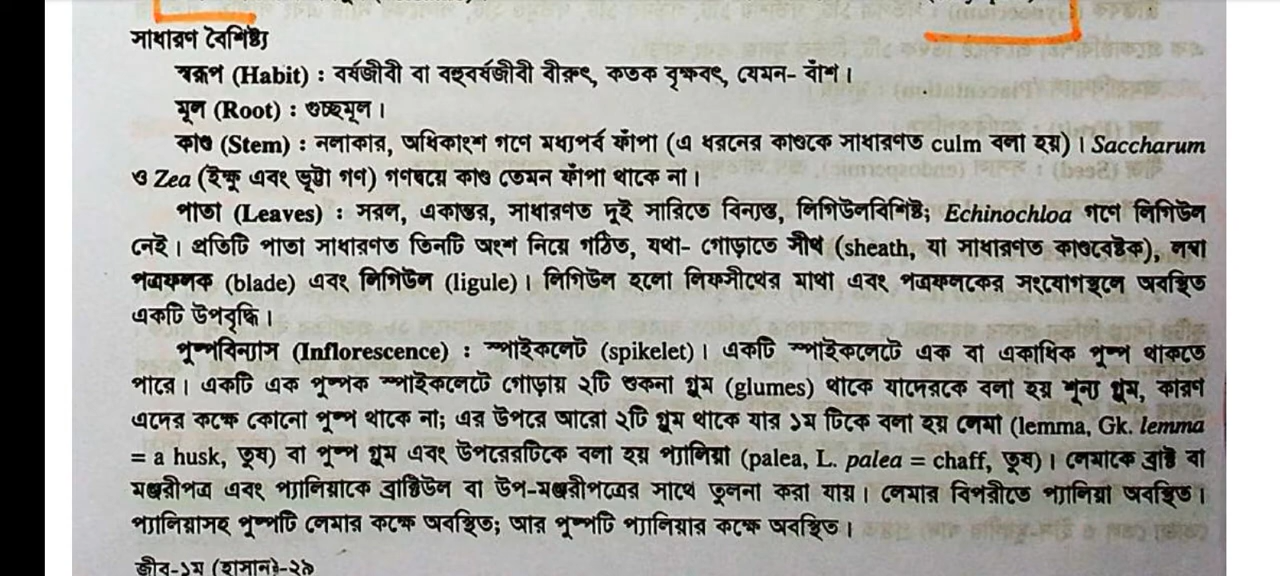 সাধারণ বৈশিষ্ট্য
স্বরূপ (Habit) : বর্ষজীবী বা বহুবর্ষজীবী বীরুৎ, কতক বৃক্ষবৎ, যেমন- বাঁশ।
মূল (Root) : গুচ্ছমূল।
কাণ্ড (Stem) : নলাকার, অধিকাংশ গণে মধ্যপর্ব ফাঁপা (এ ধরনের কাণ্ডকে সাধারণত culm বলা হয়)। Saccharum
ও Zea (ইক্ষু এবং ভূট্টা গণ) গণদ্বয়ে কাণ্ড তেমন ফাঁপা থাকে না।
পাতা (Leaves) : সরল, একান্তর, সাধারণত দুই সারিতে বিন্যস্ত, লিগিউলবিশিষ্ট; Echinochloa গণে লিগিউল
নেই। প্রতিটি পাতা সাধারণত তিনটি অংশ নিয়ে গঠিত, যথা- গোড়াতে সীথ (sheath, যা সাধারণত কাণ্ডবেষ্টক), লম্বা
পত্রফলক (blade) এবং লিগিউল (ligule)। লিগিউল হলো লিফসীথের মাথা এবং পত্রফলকের সংযোগস্থলে অবস্থিত
একটি উপবৃদ্ধি।
পুষ্পবিন্যাস (Inflorescence) : স্পাইকলেট (spikelet)। একটি স্পাইকলেটে এক বা একাধিক পুষ্প থাকতে
পারে। একটি এক পুষ্পক স্পাইকলেটে গোড়ায় ২টি শুকনা গ্লুম (glumes) থাকে যাদেরকে বলা হয় শূন্য গ্লুম, কারণ
এদের কক্ষে কোনো পুষ্প থাকে না; এর উপরে আরো ২টি গ্লুম থাকে যার ১ম টিকে বলা হয় লেমা (lemma, Gk. lemma
= a husk, তুষ) বা পুষ্প গ্লুম এবং উপরেরটিকে বলা হয় প্যালিয়া (palea, L. palea = chaff, তুষ)। লেমাকে ব্রাক্ট বা
মঞ্জরীপত্র এবং প্যালিয়াকে ব্রাক্টিউল বা উপ-মঞ্জরীপত্রের সাথে তুলনা করা যায়। লেমার বিপরীতে প্যালিয়া অবস্থিত।
প্যালিয়াসহ পুষ্পটি লেমার কক্ষে অবস্থিত; আর পুষ্পটি প্যালিয়ার কক্ষে অবস্থিত।
জীব-১ম (হাসান)-২৯